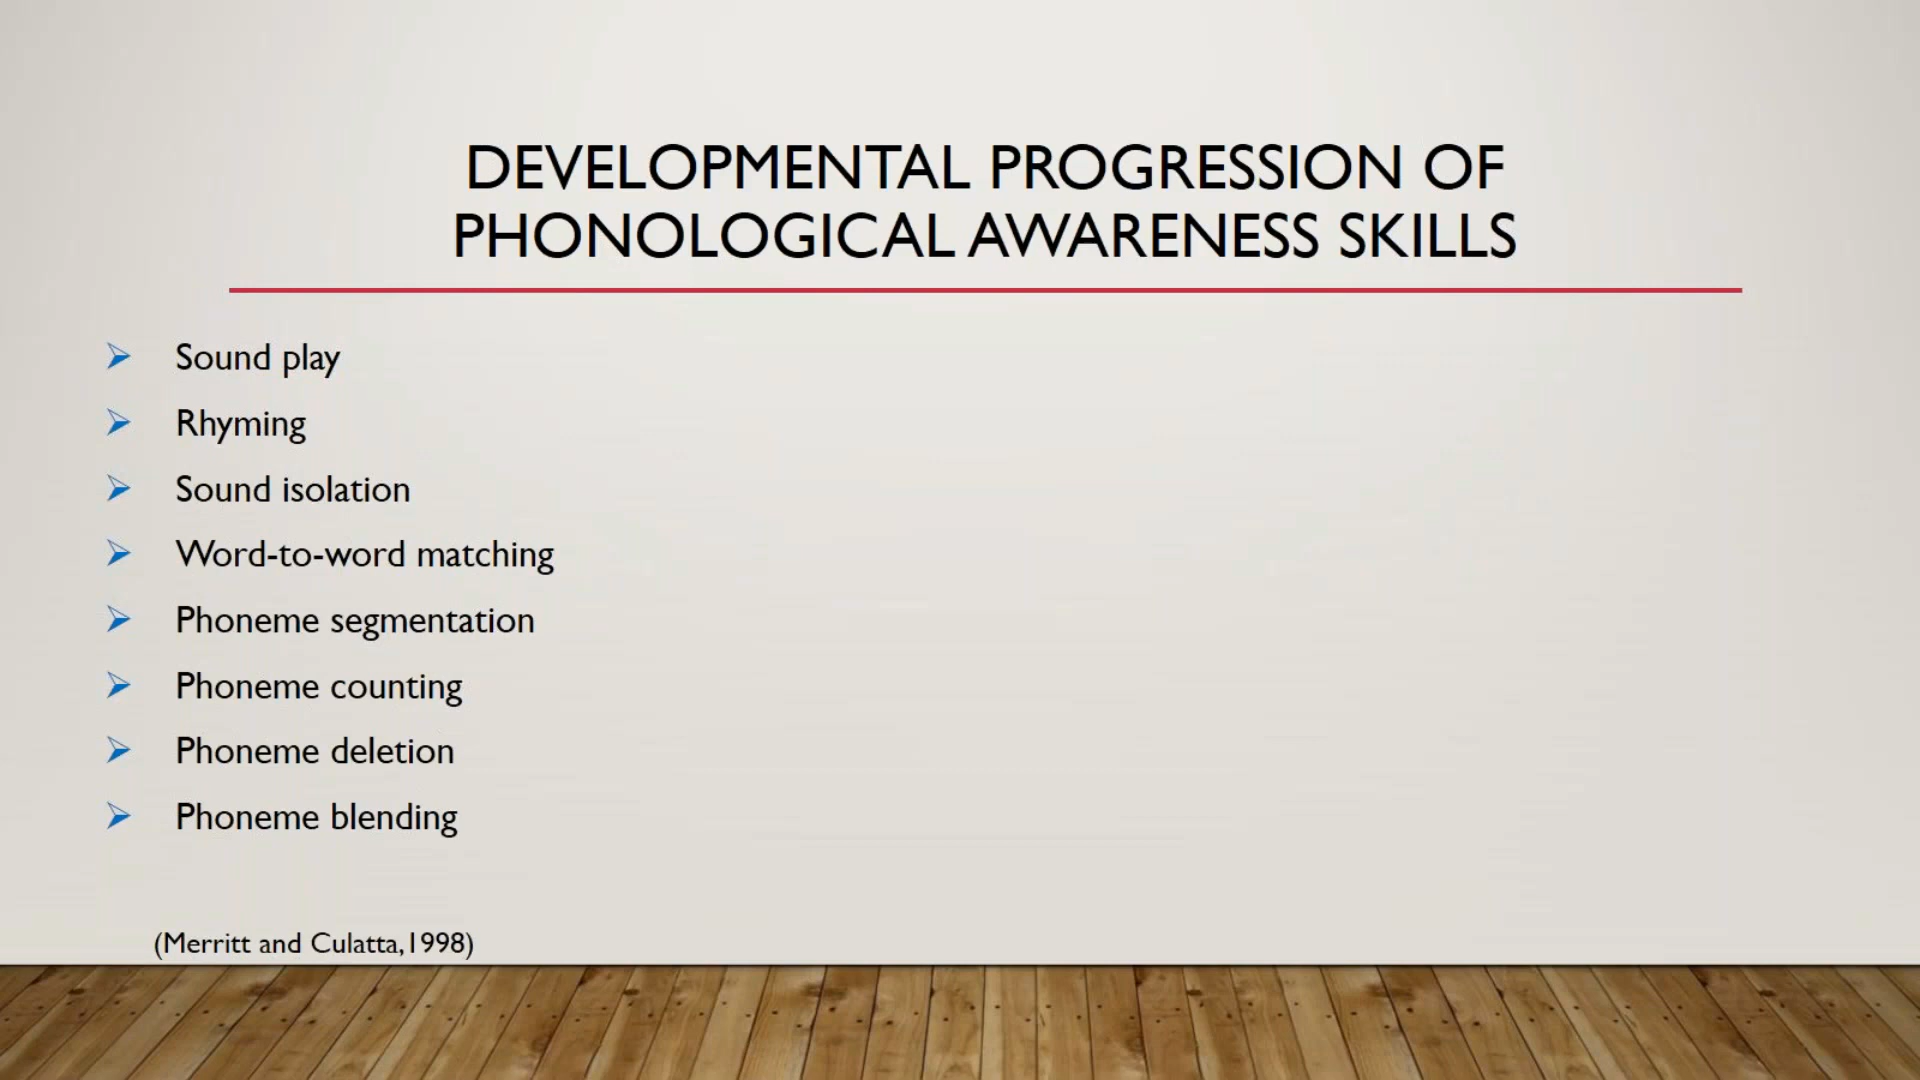 DEVELOPMENTAL PROGRESSION OF
PHONOLOGICAL AWARENESS SKILLS
Sound play
Rhyming
Sound isolation
Word-to-word matching
Phoneme segmentation
Phoneme counting
Phoneme deletion
Phoneme blending
(Merritt and Culatta,1998)